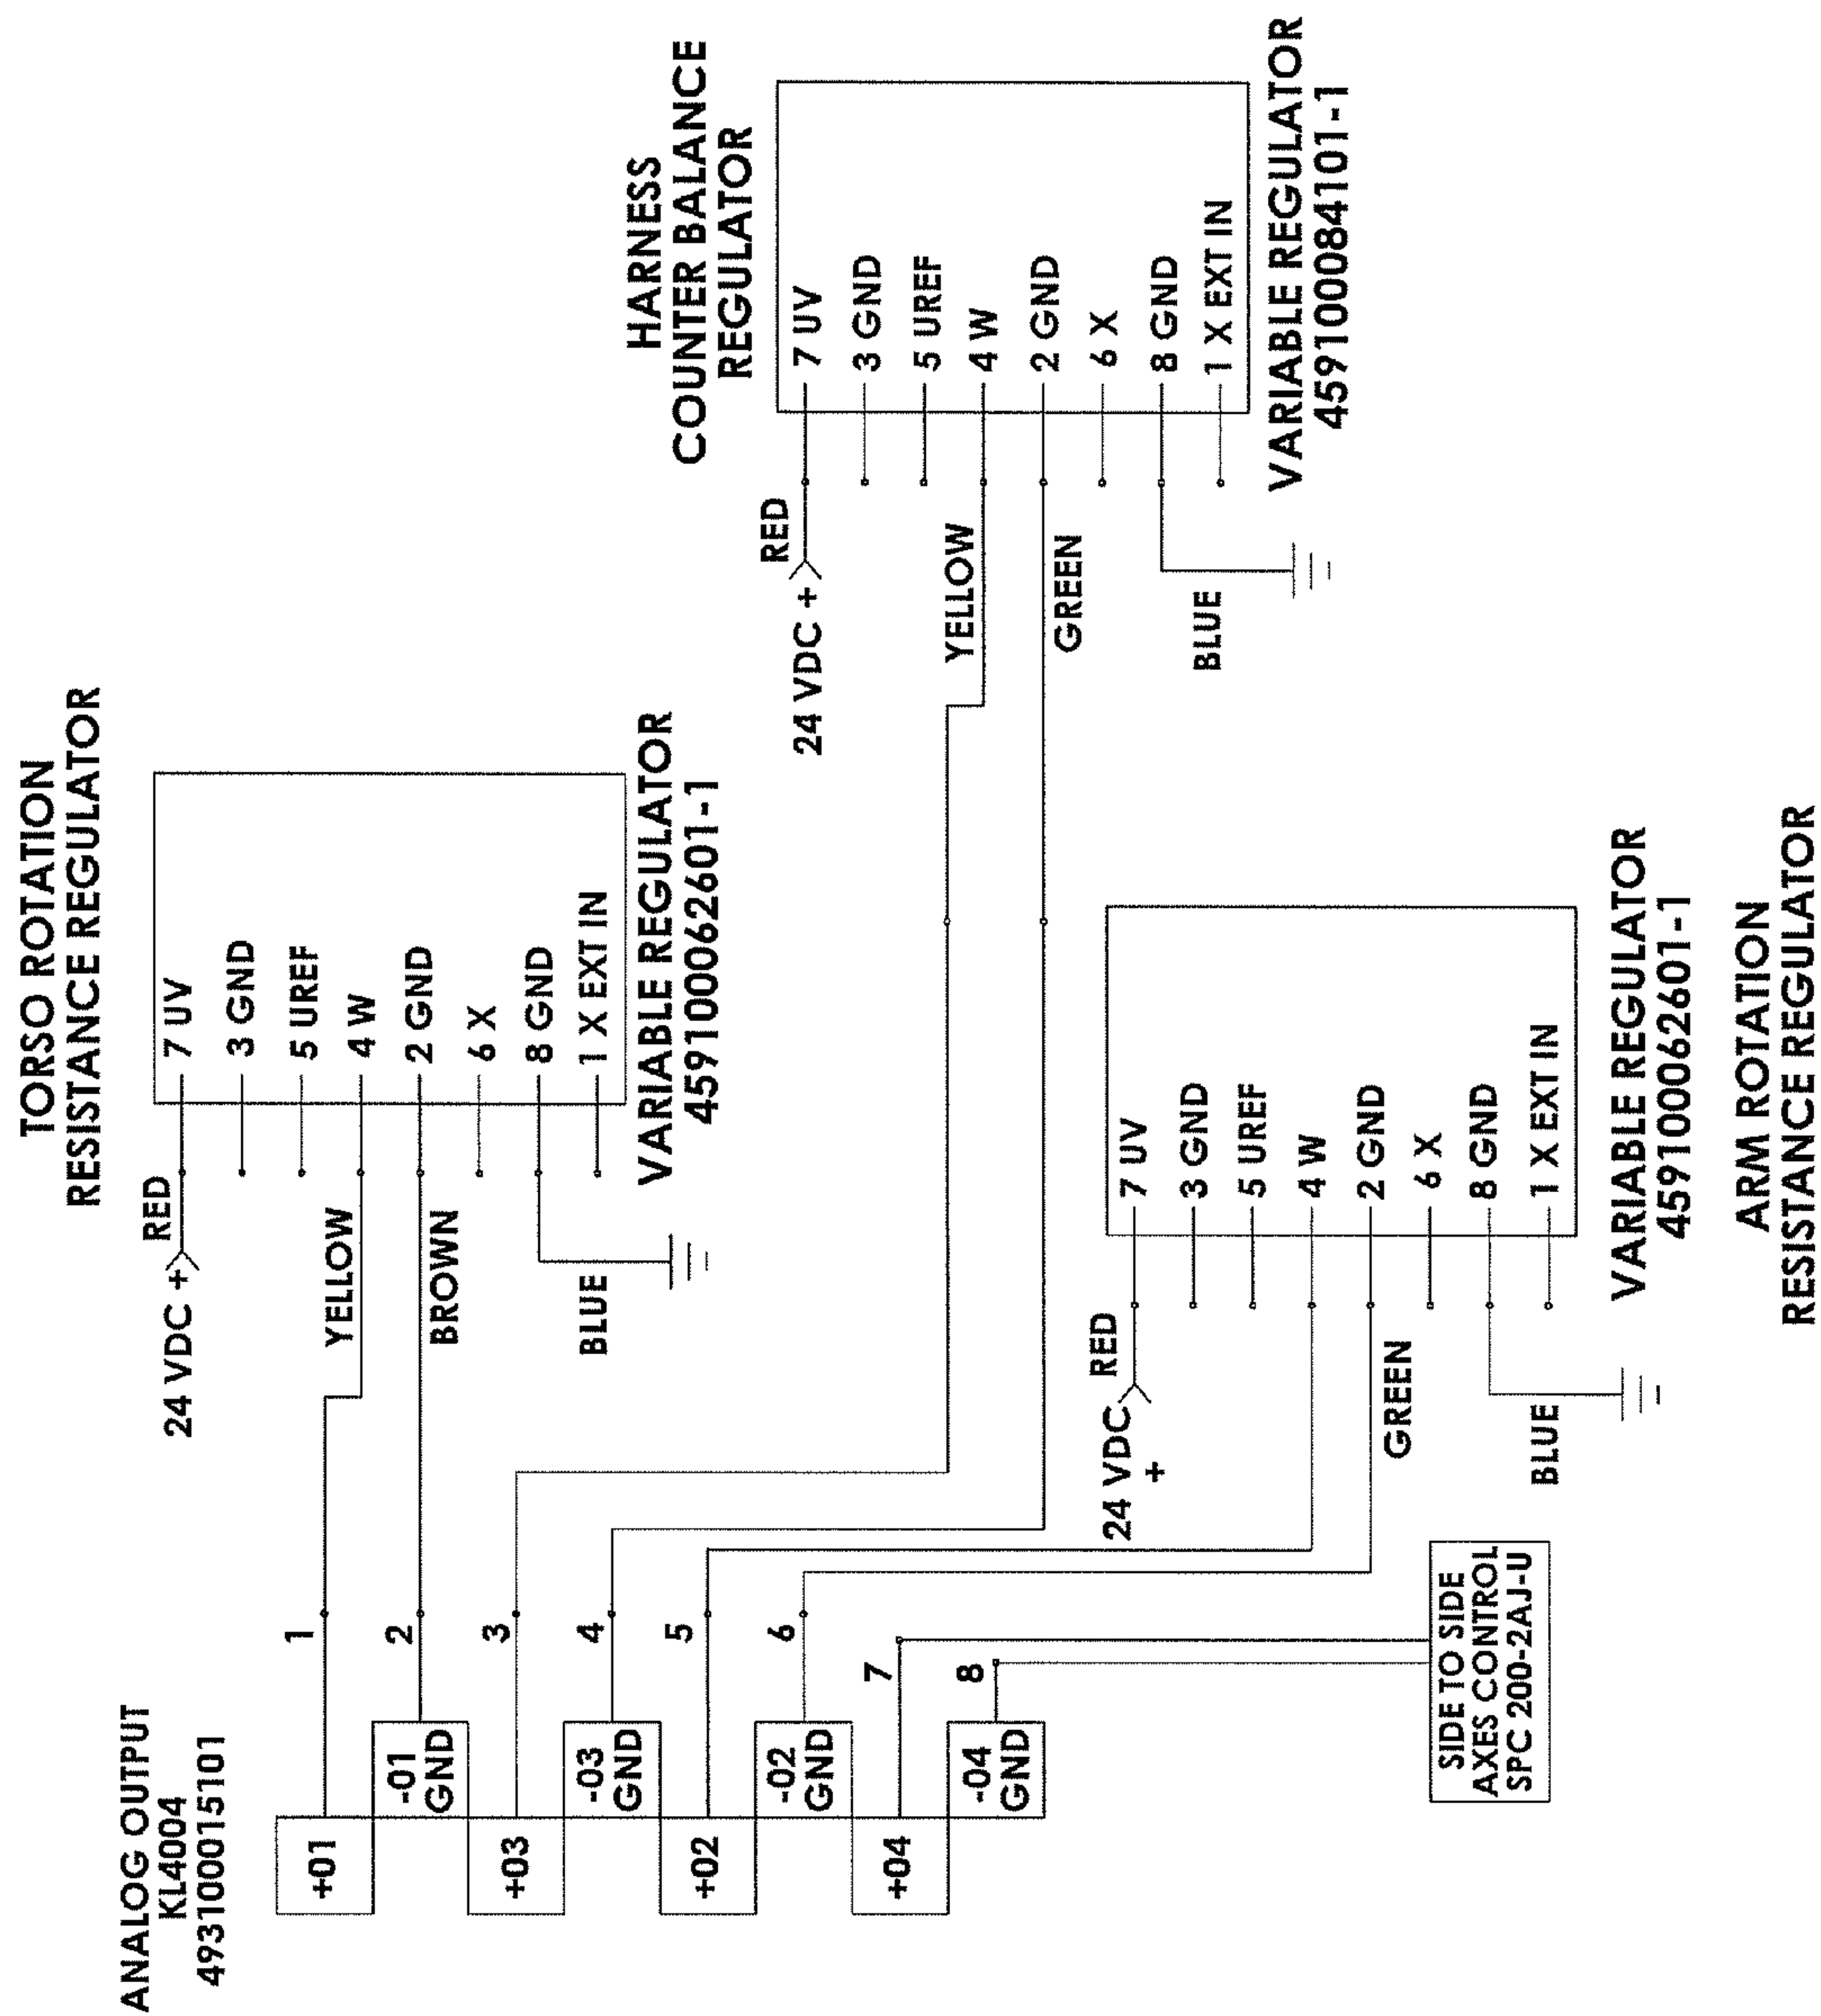 ANALOG OUTPUT
KL4004
493100015101
+01
-01
GND
+03
-03
GND
+02
-02
GND
+04
-04
GND
1
2
3
4
5
6
7
8
SIDE TO SIDE
AXES CONTROL
SPC 200-2AJ-U
TORSO ROTATION
RESISTANCE REGULATOR
24 VDC +
RED
YELLOW
BROWN
BLUE
7 UV
3 GND
5 UREF
4 W
2 GND
6 X
8 GND
1 X EXT IN
VARIABLE REGULATOR
459100062601-1
HARNESS
COUNTER BALANCE
REGULATOR
24 VDC +
RED
YELLOW
GREEN
BLUE
7 UV
3 GND
5 UREF
4 W
2 GND
6 X
8 GND
1 X EXT IN
VARIABLE REGULATOR
459100084101-1
24 VDC
+
RED
GREEN
BLUE
7 UV
3 GND
5 UREF
4 W
2 GND
6 X
8 GND
1 X EXT IN
VARIABLE REGULATOR
459100062601-1
ARM ROTATION
RESISTANCE REGULATOR